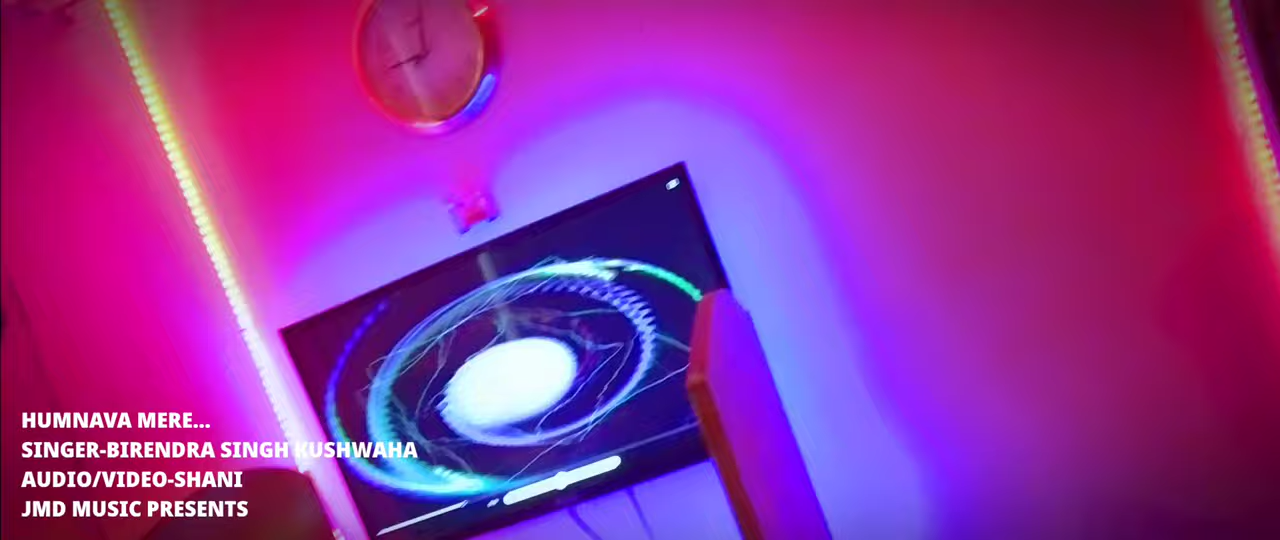 HUMNAVA MERE...
SINGER-BIRENDRA SINGH KUSHWAHA
AUDIO/VIDEO-SHANI
JMD MUSIC PRESENTS